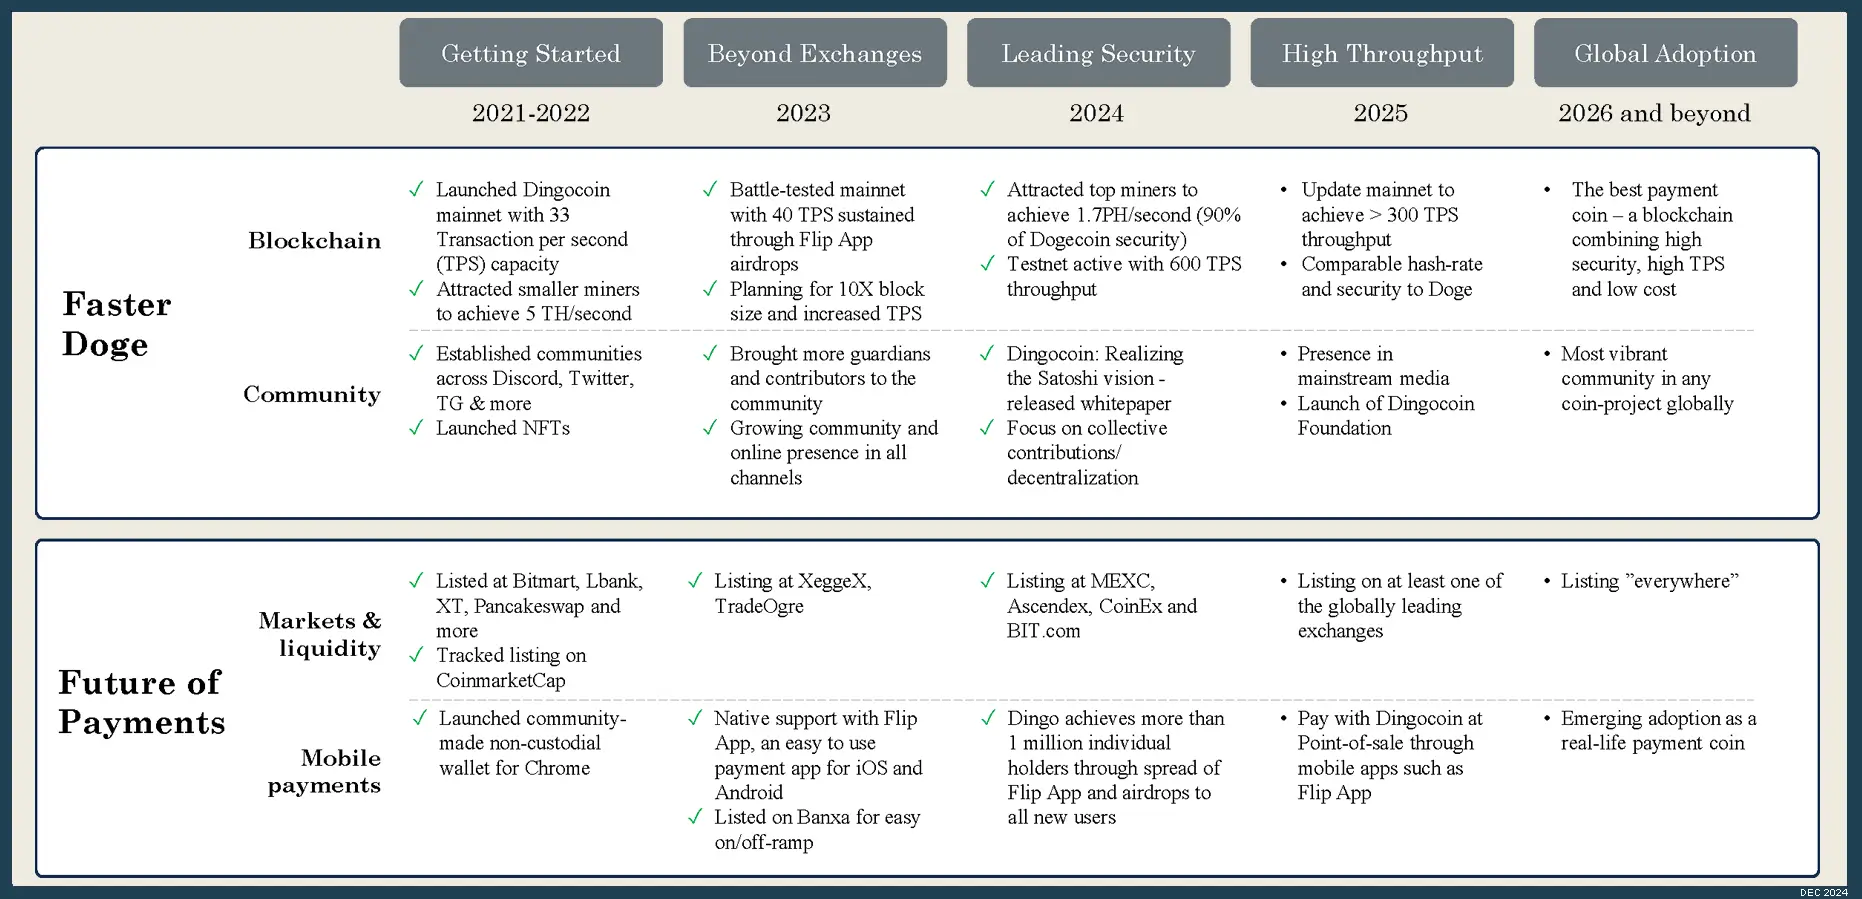 Getting Started
Beyond Exchanges
Leading Security
High Throughput
Global Adoption
2021-2022
2023
2024
2025
2026 and beyond
Faster
Doge
Blockchain
Launched Dingocoin
mainnet with 33
Transaction per second
(TPS) capacity
Attracted smaller miners
to achieve 5 TH/second
Battle-tested mainnet
with 40 TPS sustained
through Flip App
airdrops
Planning for 10X block
size and increased TPS
Attracted top miners to
achieve 1.7PH/second (90%
of Dogecoin security)
Testnet active with 600 TPS
throughput
Update mainnet to
achieve > 300 TPS
throughput
Comparable hash-rate
and security to Doge
The best payment
coin – a blockchain
combining high
security, high TPS
and low cost
Community
Established communities
across Discord, Twitter,
TG & more
Launched NFTs
Brought more guardians
and contributors to the
community
Growing community and
online presence in all
channels
Dingocoin: Realizing
the Satoshi vision -
released whitepaper
Focus on collective
contributions/
decentralization
Presence in
mainstream media
Launch of Dingocoin
Foundation
Most vibrant
community in any
coin-project globally
Future of
Payments
Markets &
liquidity
Listed at Bitmart, Lbank,
XT, Pancakeswap and
more
Tracked listing on
CoinmarketCap
Listing at XeggeX,
TradeOgre
Listing at MEXC,
Ascendex, CoinEx and
BIT.com
Listing on at least one of
the globally leading
exchanges
Listing ”everywhere”
Mobile
payments
Launched community-
made non-custodial
wallet for Chrome
Native support with Flip
App, an easy to use
payment app for iOS and
Android
Listed on Banxa for easy
on/off-ramp
Dingo achieves more than
1 million individual
holders through spread of
Flip App and airdrops to
all new users
Pay with Dingocoin at
Point-of-sale through
mobile apps such as
Flip App
Emerging adoption as a
real-life payment coin
DEC 2024